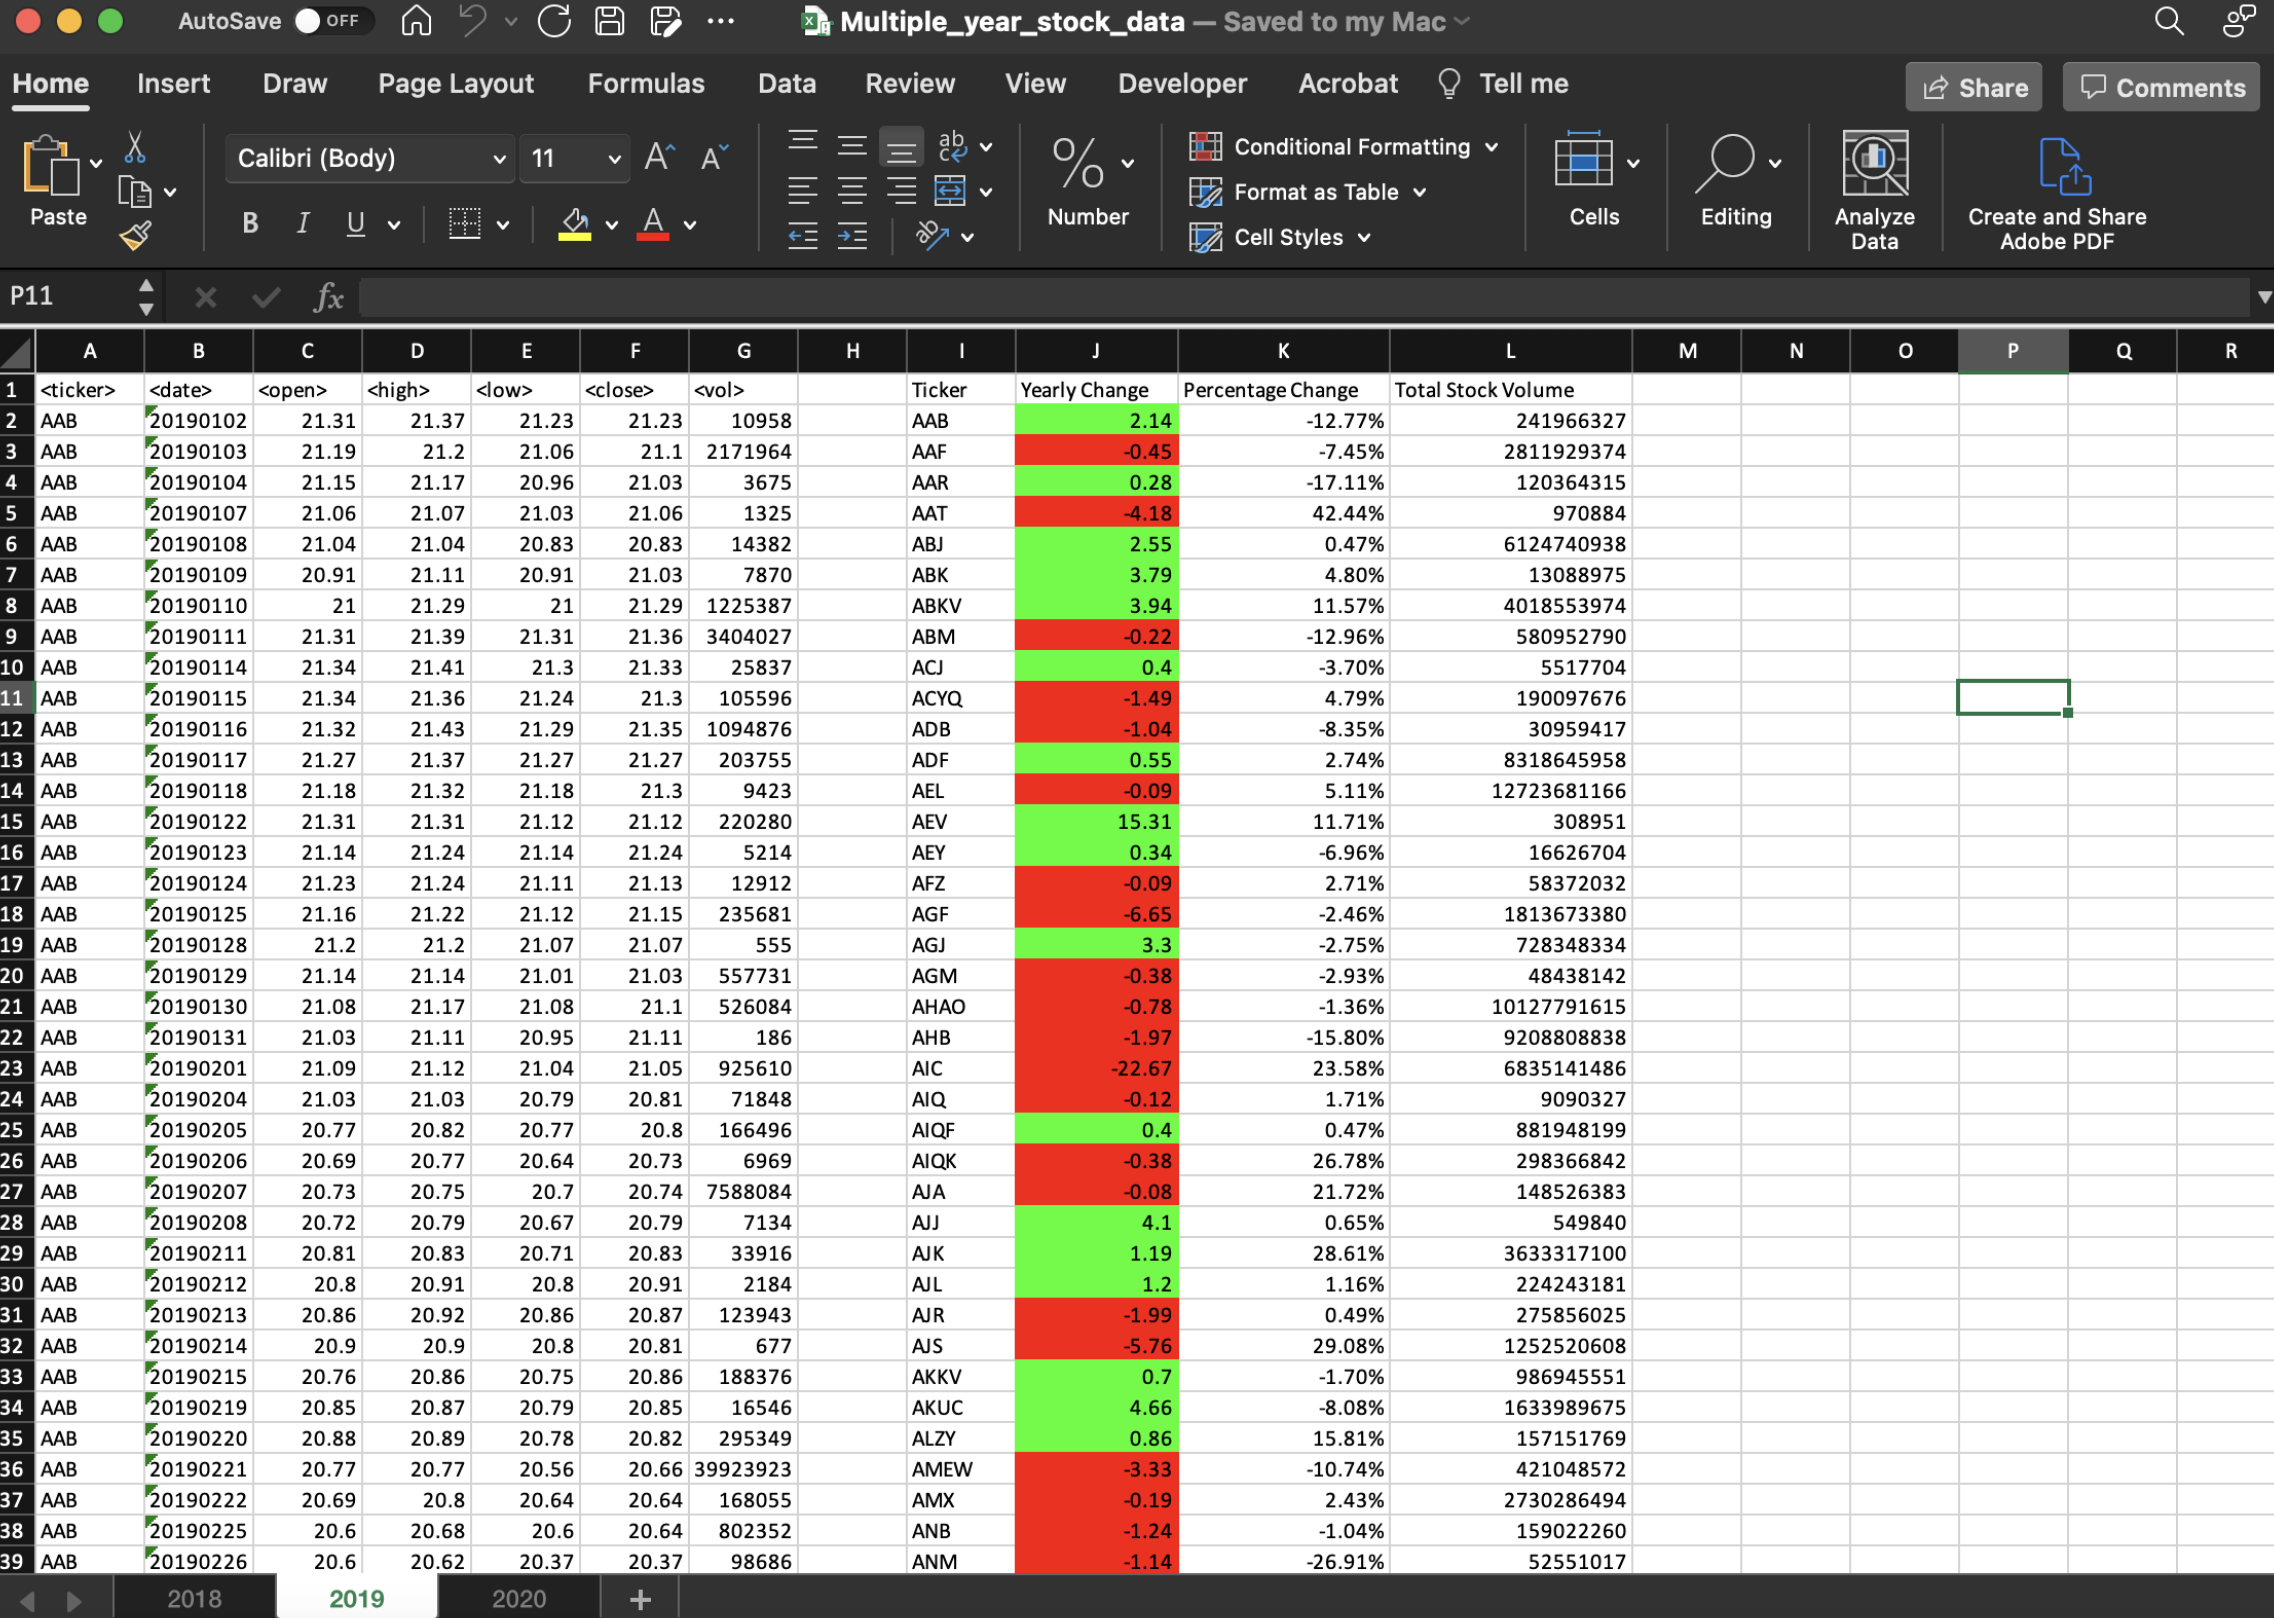 AutoSave OFF Multiple_year_stock_data — Saved to my Mac
Home Insert Draw Page Layout Formulas Data Review View Developer Acrobat Tell me Share Comments
Paste Calibri (Body) 11 Number Conditional Formatting Format as Table Cell Styles Cells Editing Analyze Data Create and Share Adobe PDF
P11 fx
A B C D E F G H I J K L M N O P Q R
1 <ticker> <date> <open> <high> <low> <close> <vol> Ticker Yearly Change Percentage Change Total Stock Volume
2 AAB 20190102 21.31 21.37 21.23 21.23 10958 AAB 2.14 -12.77% 241966327
3 AAB 20190103 21.19 21.2 21.06 21.1 2171964 AAF -0.45 -7.45% 2811929374
4 AAB 20190104 21.15 21.17 20.96 21.03 3675 AAR 0.28 -17.11% 120364315
5 AAB 20190107 21.06 21.07 21.03 21.06 1325 AAT -4.18 42.44% 970884
6 AAB 20190108 21.04 21.04 20.83 20.83 14382 ABJ 2.55 0.47% 6124740938
7 AAB 20190109 20.91 21.11 20.91 21.03 7870 ABK 3.79 4.80% 13088975
8 AAB 20190110 21 21.29 21 21.29 1225387 ABKV 3.94 11.57% 4018553974
9 AAB 20190111 21.31 21.39 21.31 21.36 3404027 ABM -0.22 -12.96% 580952790
10 AAB 20190114 21.34 21.41 21.3 21.33 25837 ACJ 0.4 -3.70% 5517704
11 AAB 20190115 21.34 21.36 21.24 21.3 105596 ACYQ -1.49 4.79% 190097676
12 AAB 20190116 21.32 21.43 21.29 21.35 1094876 ADB -1.04 -8.35% 30959417
13 AAB 20190117 21.27 21.37 21.27 21.27 203755 ADF 0.55 2.74% 8318645958
14 AAB 20190118 21.18 21.32 21.18 21.3 9423 AEL -0.09 5.11% 12723681166
15 AAB 20190122 21.31 21.31 21.12 21.12 220280 AEV 15.31 11.71% 308951
16 AAB 20190123 21.14 21.24 21.14 21.24 5214 AEY 0.34 -6.96% 16626704
17 AAB 20190124 21.23 21.24 21.11 21.13 12912 AFZ -0.09 2.71% 58372032
18 AAB 20190125 21.16 21.22 21.12 21.15 235681 AGF -6.65 -2.46% 1813673380
19 AAB 20190128 21.2 21.2 21.07 21.07 555 AGJ 3.3 -2.75% 728348334
20 AAB 20190129 21.14 21.14 21.01 21.03 557731 AGM -0.38 -2.93% 48438142
21 AAB 20190130 21.08 21.17 21.08 21.1 526084 AHAO -0.78 -1.36% 10127791615
22 AAB 20190131 21.03 21.11 20.95 21.11 186 AHB -1.97 -15.80% 9208808838
23 AAB 20190201 21.09 21.12 21.04 21.05 925610 AIC -22.67 23.58% 6835141486
24 AAB 20190204 21.03 21.03 20.79 20.81 71848 AIQ -0.12 1.71% 9090327
25 AAB 20190205 20.77 20.82 20.77 20.8 166496 AIQF 0.4 0.47% 881948199
26 AAB 20190206 20.69 20.77 20.64 20.73 6969 AIQK -0.38 26.78% 298366842
27 AAB 20190207 20.73 20.75 20.7 20.74 7588084 AJA -0.08 21.72% 148526383
28 AAB 20190208 20.72 20.79 20.67 20.79 7134 AJJ 4.1 0.65% 549840
29 AAB 20190211 20.81 20.83 20.71 20.83 33916 AJK 1.19 28.61% 3633317100
30 AAB 20190212 20.8 20.91 20.8 20.91 2184 AJL 1.2 1.16% 224243181
31 AAB 20190213 20.86 20.92 20.86 20.87 123943 AJR -1.99 0.49% 275856025
32 AAB 20190214 20.9 20.9 20.8 20.81 677 AJS -5.76 29.08% 1252520608
33 AAB 20190215 20.76 20.86 20.75 20.86 188376 AKKV 0.7 -1.70% 986945551
34 AAB 20190219 20.85 20.87 20.79 20.85 16546 AKUC 4.66 -8.08% 1633989675
35 AAB 20190220 20.88 20.89 20.78 20.82 295349 ALZY 0.86 15.81% 157151769
36 AAB 20190221 20.77 20.77 20.56 20.66 39923923 AMEW -3.33 -10.74% 421048572
37 AAB 20190222 20.69 20.8 20.64 20.64 168055 AMX -0.19 2.43% 2730286494
38 AAB 20190225 20.6 20.68 20.6 20.64 802352 ANB -1.24 -1.04% 159022260
39 AAB 20190226 20.6 20.62 20.37 20.37 98686 ANM -1.14 -26.91% 52551017
2018 2019 2020 +